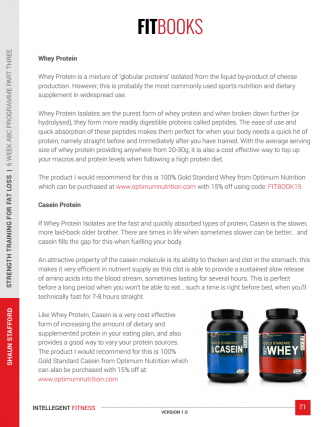 FITBOOKS
STRENGTH TRAINING FOR FAT LOSS | 6 WEEK ABC PROGRAMME PART THREE
SHAUN STAFFORD
Whey Protein
Whey Protein is a mixture of 'globular proteins' isolated from the liquid by-product of cheese
production. However, this is probably the most commonly used sports nutrition and dietary
supplement in widespread use.
Whey Protein Isolates are the purest form of whey protein and when broken down further (or
hydrolysed), they form more readily digestible proteins called peptides. The ease of use and
quick absorption of these peptides makes them perfect for when your body needs a quick hit of
protein, namely straight before and Immediately after you have trained. With the average serving
size of whey protein providing anywhere from 20-30g, it is also a cost effective way to top up
your macros and protein levels when following a high protein diet.
The product I would recommend for this is 100% Gold Standard Whey from Optimum Nutrition
which can be purchased at www.optimumnutrition.com with 15% off using code: FITBOOK15
Casein Protein
If Whey Protein Isolates are the fast and quickly absorbed types of protein, Casein is the slower,
more laid-back older brother. There are times in life when sometimes slower can be better... and
casein fills the gap for this when fuelling your body.
An attractive property of the casein molecule is its ability to thicken and clot in the stomach; this
makes it very efficient in nutrient supply as this clot is able to provide a sustained slow release
of amino acids into the blood stream, sometimes lasting for several hours. This is perfect
before a long period when you won't be able to eat... such a time is right before bed, when you'll
technically fast for 7-8 hours straight.
Like Whey Protein, Casein is a very cost effective
form of increasing the amount of dietary and
supplemented protein in your eating plan, and also
provides a good way to vary your protein sources.
The product I would recommend for this is 100%
Gold Standard Casein from Optimum Nutrition which
can also be purchased with 15% off at
www.optimumnutrition.com
GOLD STANDARD
CASEIN
GOLD STANDARD
WHEY
INTELLEGENT FITNESS
VERSION 1.0
71